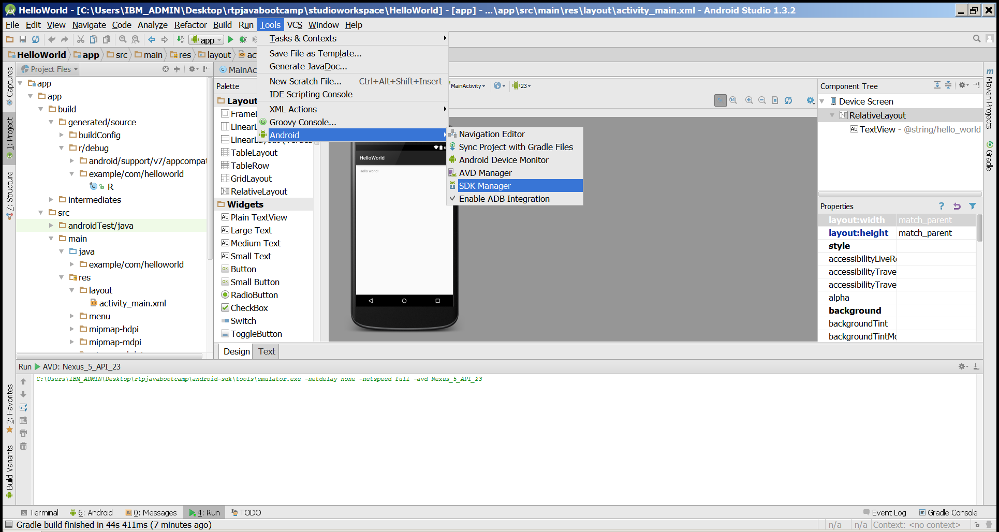 HelloWorld - [C:\Users\IBM_ADMIN\Desktop\rtpjavabootcamp\studioworkspace\HelloWorld] - [app] - ...\app\src\main\res\layout\activity_main.xml - Android Studio 1.3.2
File Edit View Navigate Code Analyze Refactor Build Run Tools VCS Window Help
app
HelloWorld app src main res layout
Project Files
MainAc
Tasks & Contexts
Save File as Template...
Generate JavaDoc...
New Scratch File... Ctrl+Alt+Shift+Insert
IDE Scripting Console
XML Actions
Groovy Console...
Android
Navigation Editor
Sync Project with Gradle Files
Android Device Monitor
AVD Manager
SDK Manager
Enable ADB Integration
Captures
1: Project
Z: Structure
2: Favorites
Build Variants
app
app
build
generated/source
buildConfig
r/debug
android/support/v7/appcompat
example/com/helloworld
R
intermediates
src
androidTest/java
main
java
example/com/helloworld
res
layout
activity_main.xml
menu
mipmap-hdpi
mipmap-mdpi
Palette
Layout
FrameL
LinearL
LinearLayout (Vertical)
TableLayout
TableRow
GridLayout
RelativeLayout
Widgets
Plain TextView
Large Text
Medium Text
Small Text
Button
Small Button
RadioButton
CheckBox
Switch
ToggleButton
Design Text
MainActivity 23
HelloWorld
Hello world!
Component Tree
Device Screen
RelativeLayout
TextView - @string/hello_world
Properties
layout:width match_parent
layout:height match_parent
style
accessibilityLiveRe
accessibilityTrave
accessibilityTrave
alpha
background
backgroundTint
backgroundTintMo
Maven Projects
Gradle
Run AVD: Nexus_5_API_23
C:\Users\IBM_ADMIN\Desktop\rtpjavabootcamp\android-sdk\tools\emulator.exe -netdelay none -netspeed full -avd Nexus_5_API_23
Terminal 6: Android 0: Messages 4: Run TODO Event Log Gradle Console
Gradle build finished in 44s 411ms (7 minutes ago) n/a n/a Context: <no context>